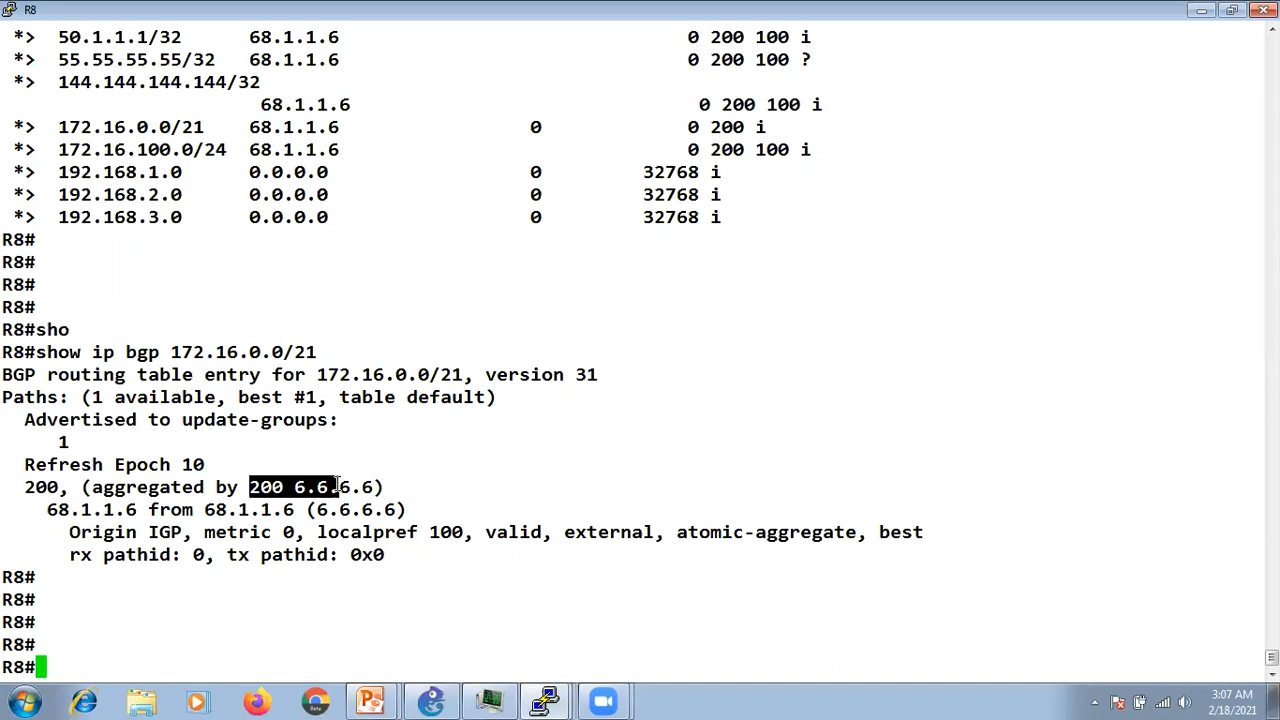 R8
*>  50.1.1.1/32      68.1.1.6                               0 200 100 i
*>  55.55.55.55/32   68.1.1.6                               0 200 100 ?
*>  144.144.144.144/32
                      68.1.1.6                               0 200 100 i
*>  172.16.0.0/21    68.1.1.6                 0             0 200 i
*>  172.16.100.0/24  68.1.1.6                               0 200 100 i
*>  192.168.1.0      0.0.0.0                  0         32768 i
*>  192.168.2.0      0.0.0.0                  0         32768 i
*>  192.168.3.0      0.0.0.0                  0         32768 i
R8#
R8#
R8#
R8#
R8#sho
R8#show ip bgp 172.16.0.0/21
BGP routing table entry for 172.16.0.0/21, version 31
Paths: (1 available, best #1, table default)
  Advertised to update-groups:
     1
  Refresh Epoch 10
  200, (aggregated by 200 6.6.6.6)
    68.1.1.6 from 68.1.1.6 (6.6.6.6)
      Origin IGP, metric 0, localpref 100, valid, external, atomic-aggregate, best
      rx pathid: 0, tx pathid: 0x0
R8#
R8#
R8#
R8#
R8#
Beta
3:07 AM
2/18/2021